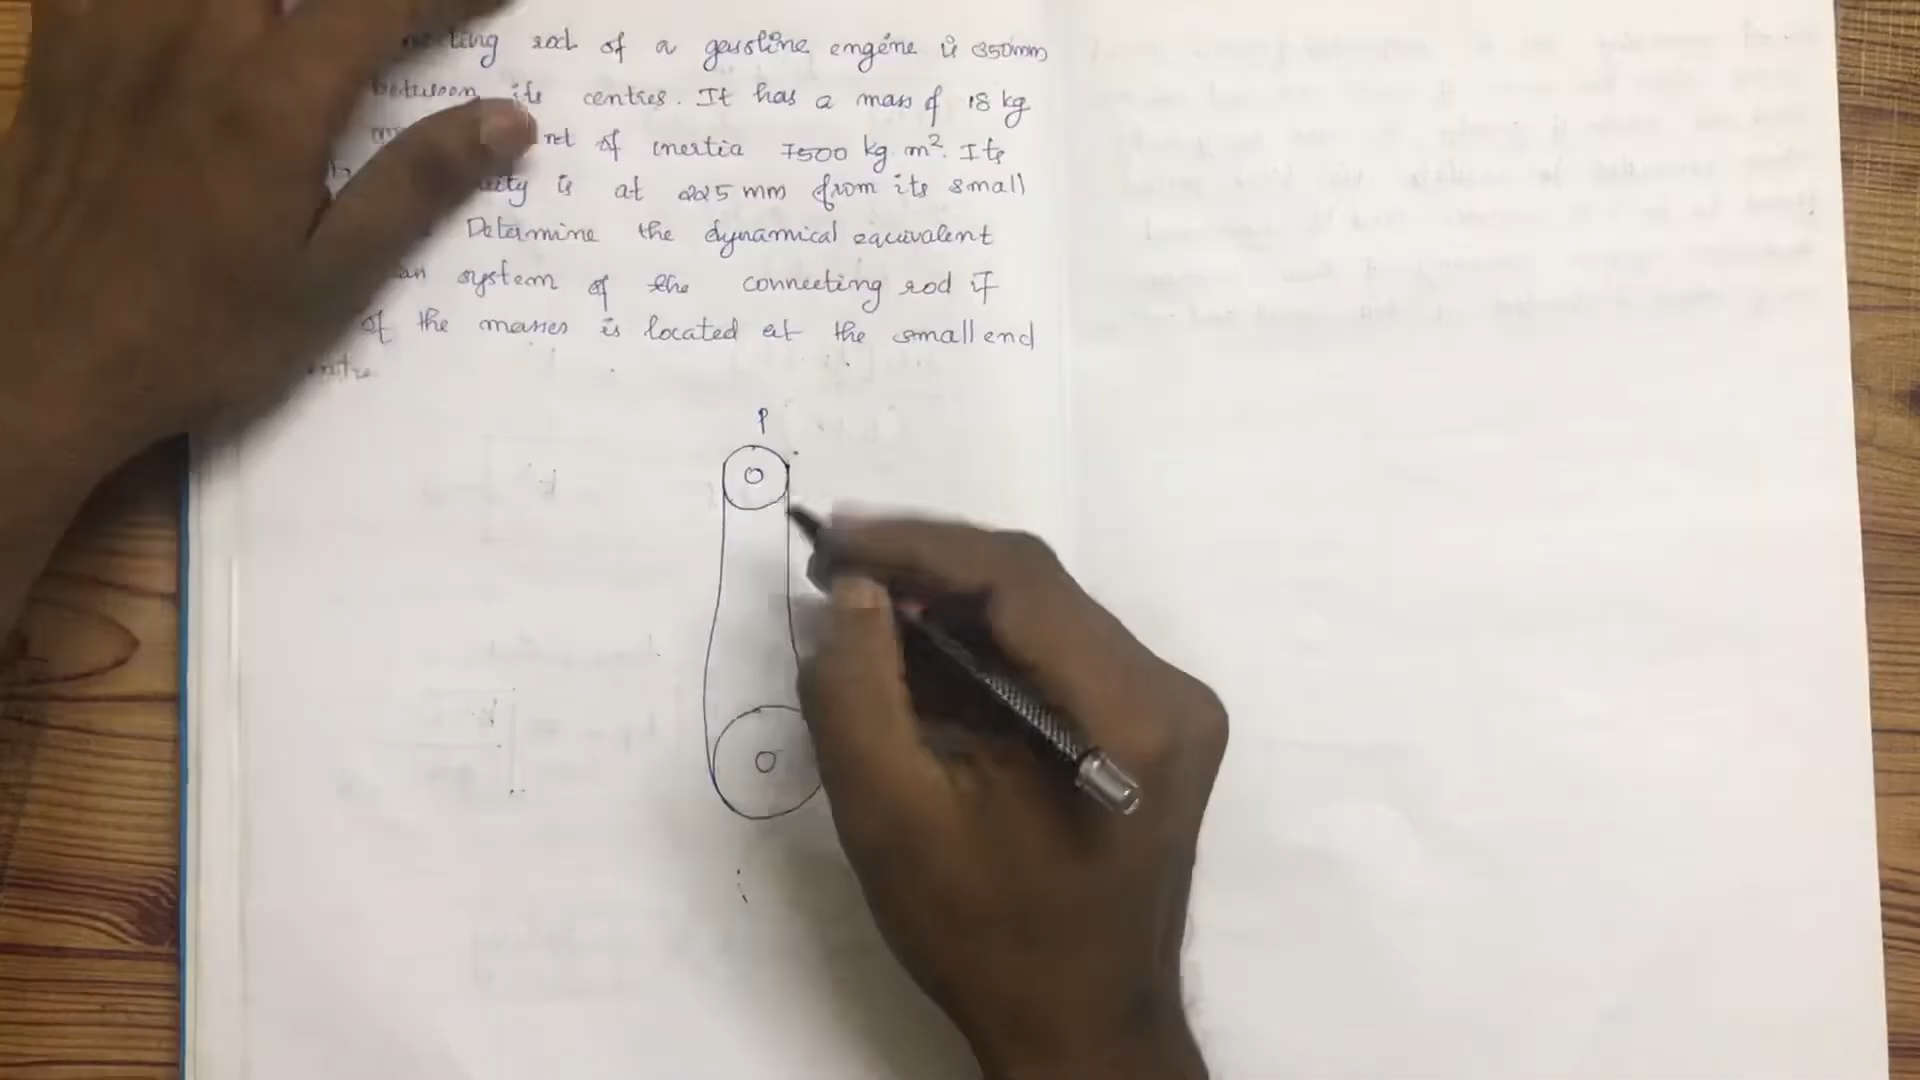 rod of a gasoline engine is 350mm
between its centres. It has a mass of 18 kg
of inertia 7500 kg m². Its
is at 225 mm from its small
Determine the dynamical equivalent
system of the connecting rod if
of the masses is located at the small end
P